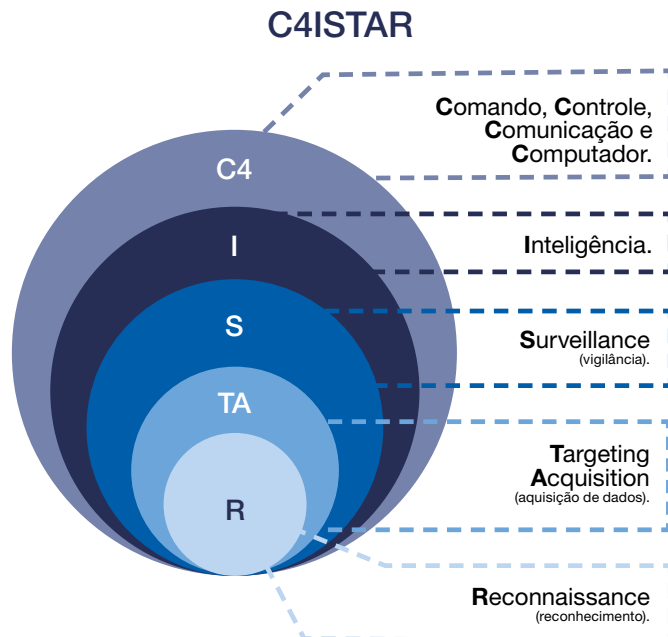 C4ISTAR
C4
Comando, Controle,
Comunicação e
Computador.
I
Inteligência.
S
Surveillance
(vigilância).
TA
Targeting
Acquisition
(aquisição de dados).
R
Reconnaissance
(reconhecimento).